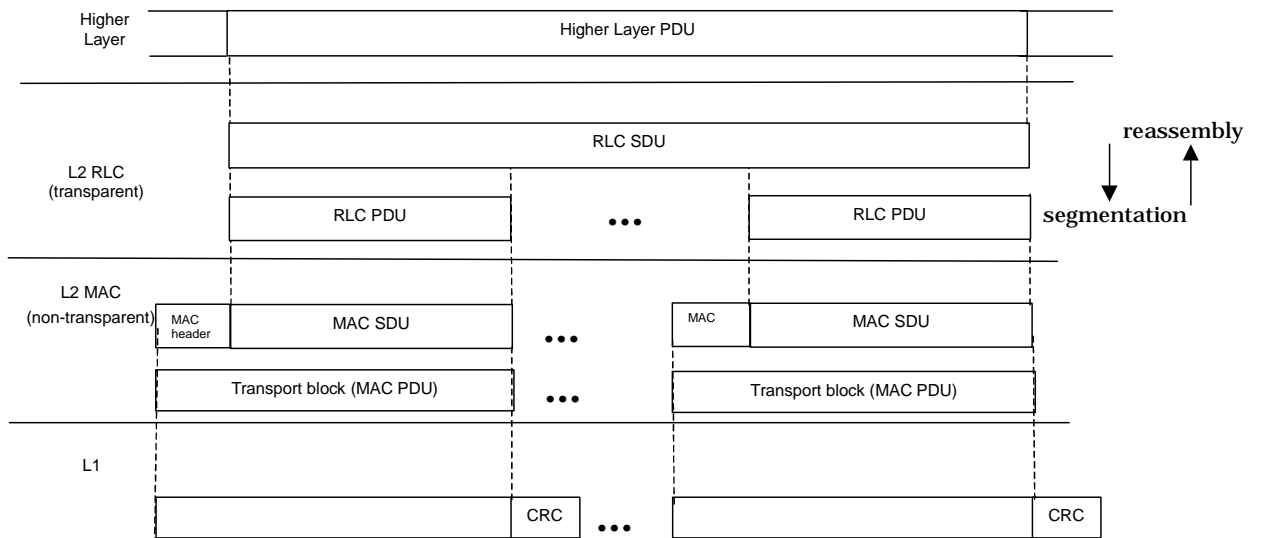 Higher
Layer
Higher Layer PDU
RLC SDU
reassembly
L2 RLC
(transparent)
RLC PDU
•••
RLC PDU
segmentation
L2 MAC
(non-transparent)
MAC
header
MAC SDU
•••
MAC
MAC SDU
Transport block (MAC PDU)
•••
Transport block (MAC PDU)
L1
CRC
•••
CRC